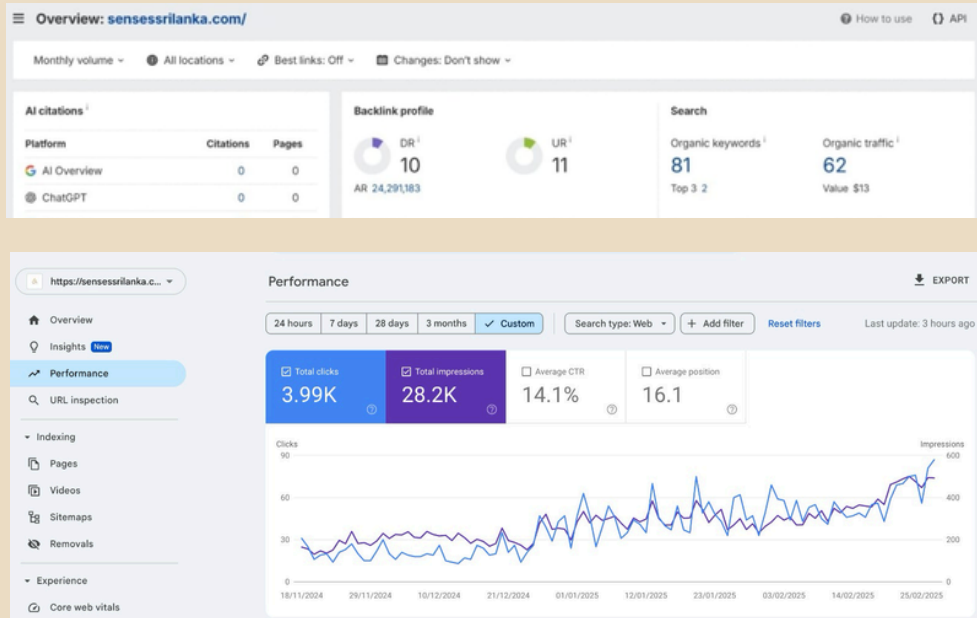 Overview: sensessrilanka.com/
How to use
API
Monthly volume
All locations
Best links: Off
Changes: Don't show
AI citations
Platform Citations Pages
AI Overview 0 0
ChatGPT 0 0
Backlink profile
DR
10
AR 24,291,183
UR
11
Search
Organic keywords
81
Top 3 2
Organic traffic
62
Value $13
https://sensessrilanka.c...
Overview
Insights New
Performance
URL inspection
Indexing
Pages
Videos
Sitemaps
Removals
Experience
Core web vitals
Performance
EXPORT
24 hours 7 days 28 days 3 months Custom
Search type: Web
Add filter
Reset filters
Last update: 3 hours ago
Total clicks
3.99K
Total impressions
28.2K
Average CTR
14.1%
Average position
16.1
Clicks
Impressions
90
60
30
0
600
400
200
0
18/11/2024 29/11/2024 10/12/2024 21/12/2024 01/01/2025 12/01/2025 23/01/2025 03/02/2025 14/02/2025 25/02/2025